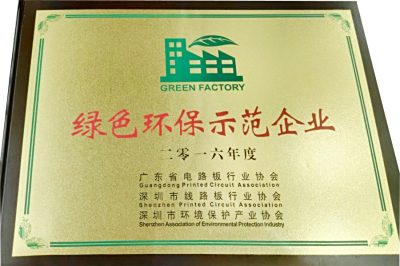 GREEN FACTORY
绿色环保示范企业
二零一六年度
广东省电路板行业协会
Guangdong Printed Circuit Association
深圳市线路板行业协会
Shenzhen Printed Circuit Association
深圳市环境保护产业协会
Shenzhen Association of Environmental Protection Industry